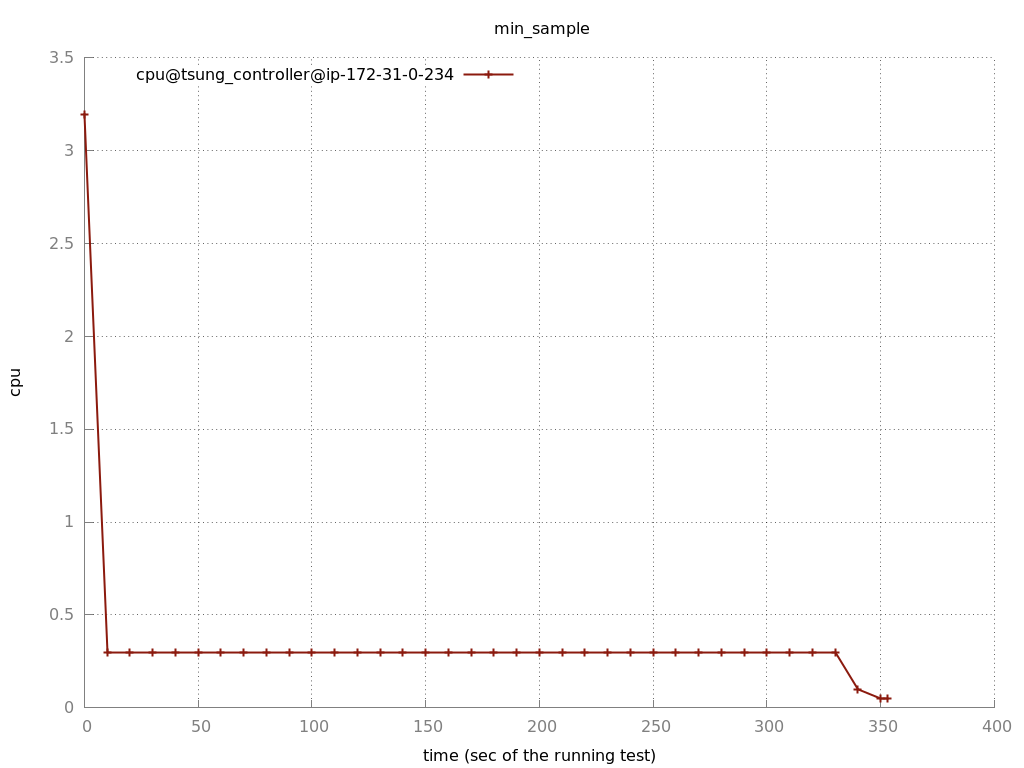 min_sample
cpu@tsung_controller@ip-172-31-0-234
3.5
3
2.5
2
1.5
1
0.5
0
cpu
0 50 100 150 200 250 300 350 400
time (sec of the running test)